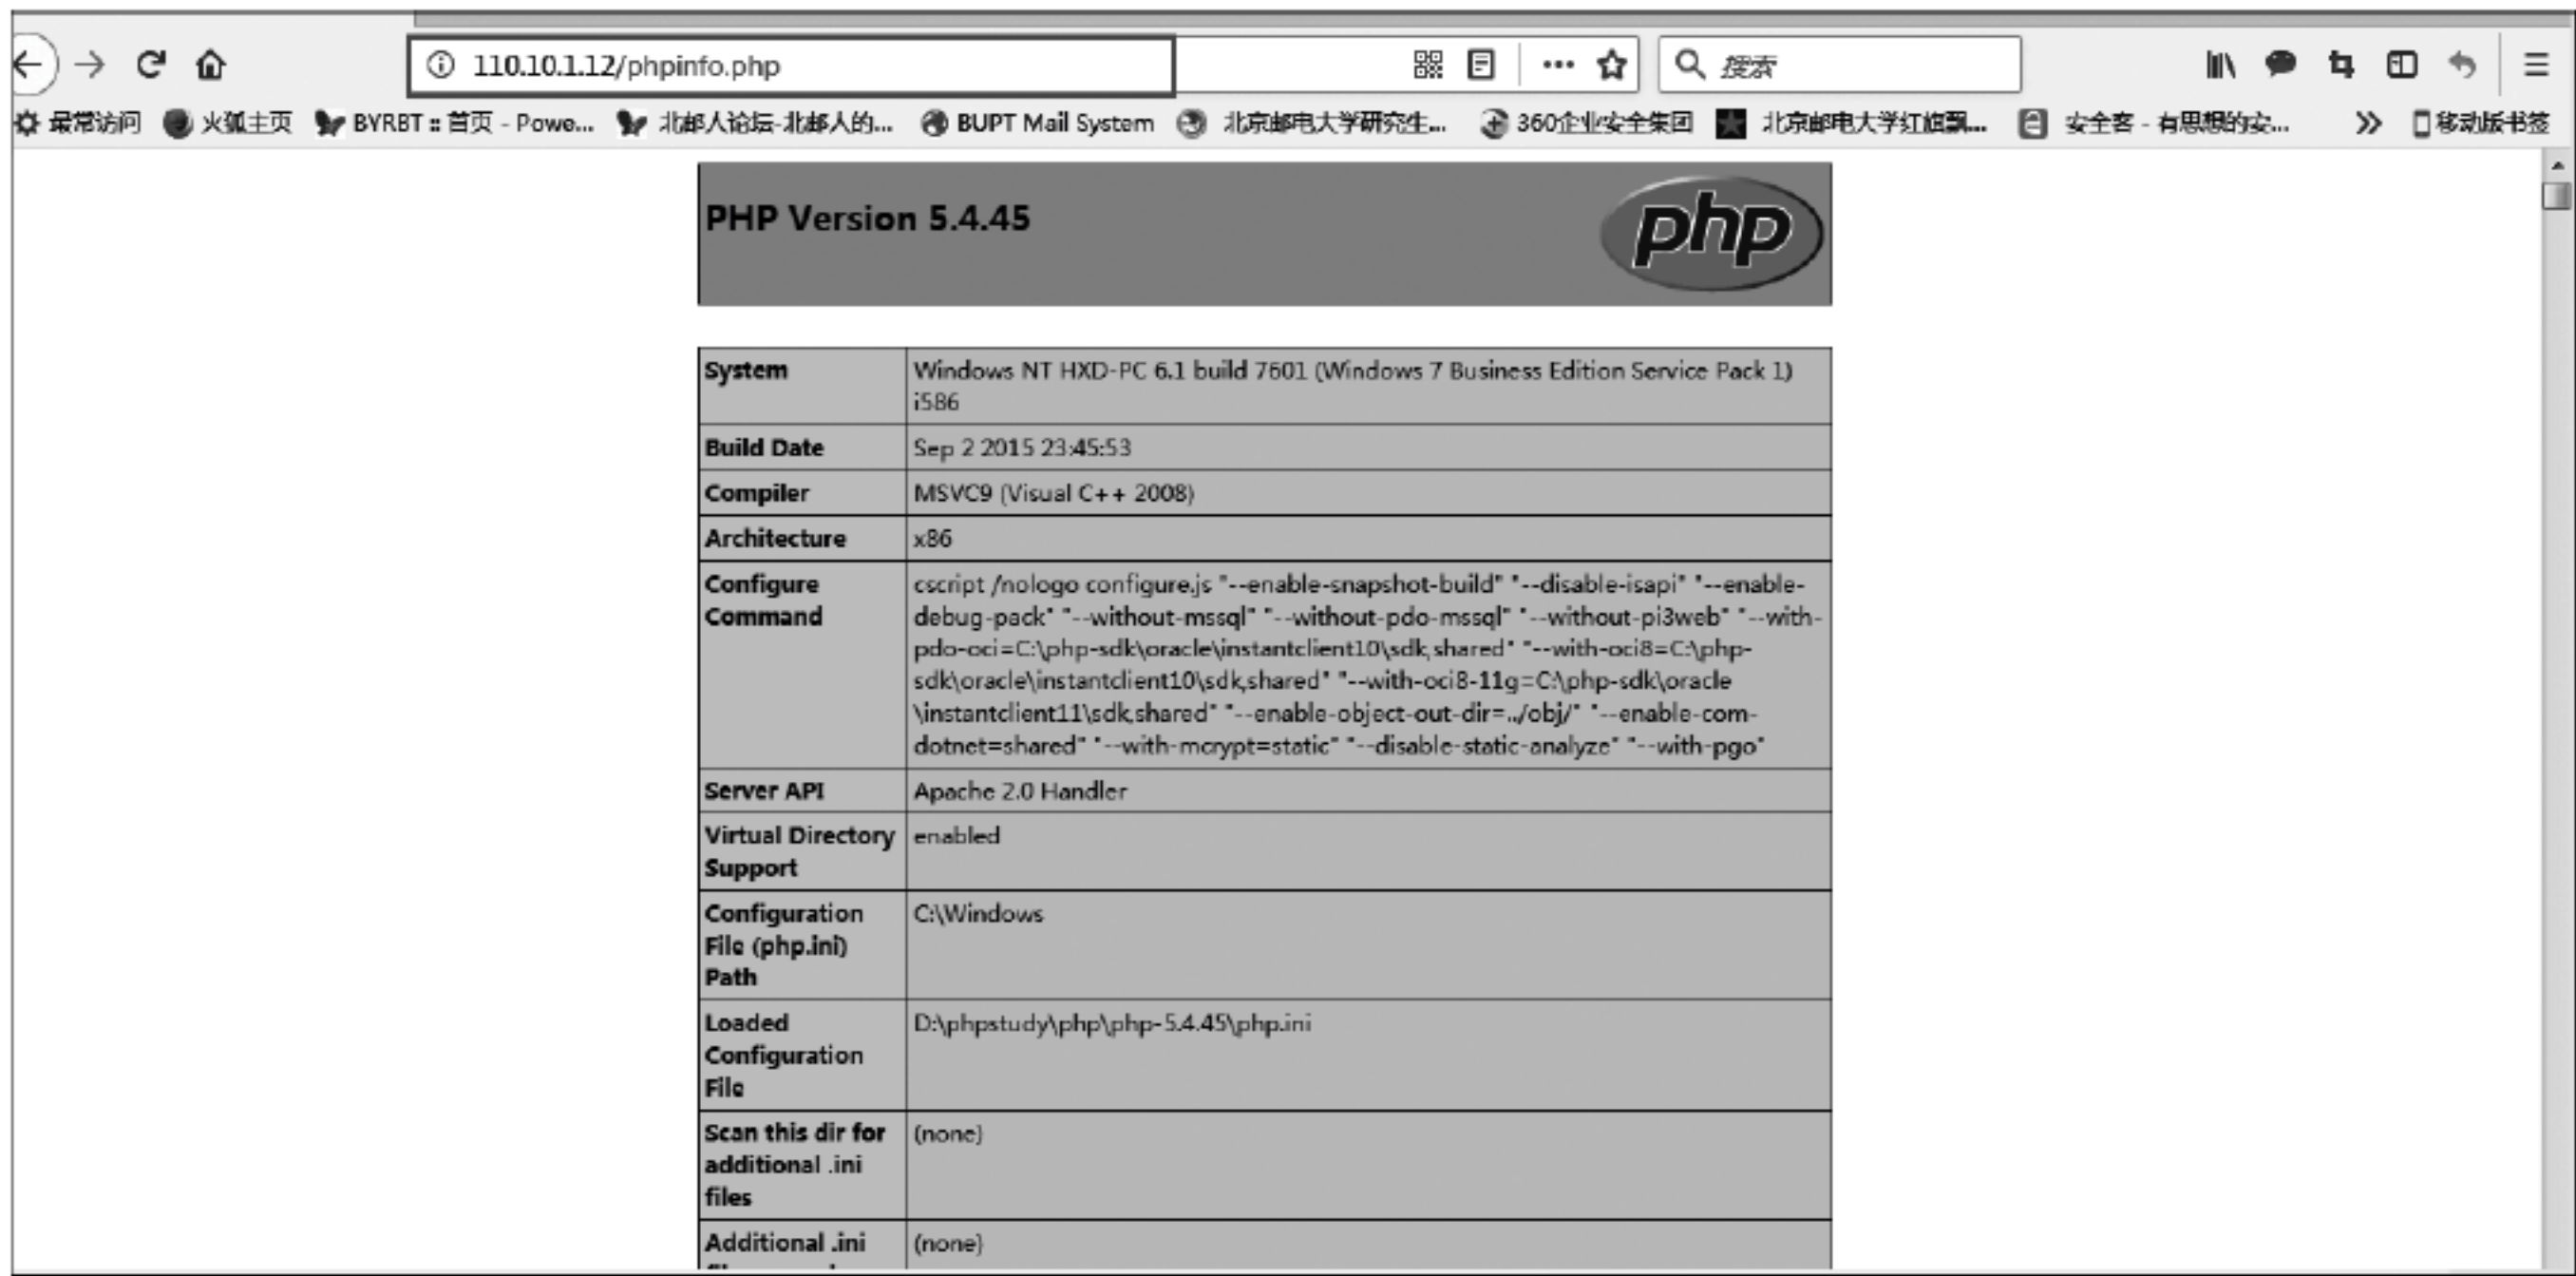 110.10.1.12/phpinfo.php
搜索
最常访问 火狐主页 BYRBT :: 首页 - Powe... 北邮人论坛-北邮人的... BUPT Mail System 北京邮电大学研究生... 360企业安全集团 北京邮电大学红旗飘... 安全客 - 有思想的安... 移动版书签
PHP Version 5.4.45
php
System
Windows NT HXD-PC 6.1 build 7601 (Windows 7 Business Edition Service Pack 1)
i586
Build Date
Sep 2 2015 23:45:53
Compiler
MSVC9 (Visual C++ 2008)
Architecture
x86
Configure
Command
cscript /nologo configure.js "--enable-snapshot-build" "--disable-isapi" "--enable-
debug-pack" "--without-mssql" "--without-pdo-mssql" "--without-pi3web" "--with-
pdo-oci=C:\php-sdk\oracle\instantclient10\sdk,shared" "--with-oci8=C:\php-
sdk\oracle\instantclient10\sdk,shared" "--with-oci8-11g=C:\php-sdk\oracle
\instantclient11\sdk,shared" "--enable-object-out-dir=../obj/" "--enable-com-
dotnet=shared" "--with-mcrypt=static" "--disable-static-analyze" "--with-pgo"
Server API
Apache 2.0 Handler
Virtual Directory
Support
enabled
Configuration
File (php.ini)
Path
C:\Windows
Loaded
Configuration
File
D:\phpstudy\php\php-5.4.45\php.ini
Scan this dir for
additional .ini
files
(none)
Additional .ini
(none)